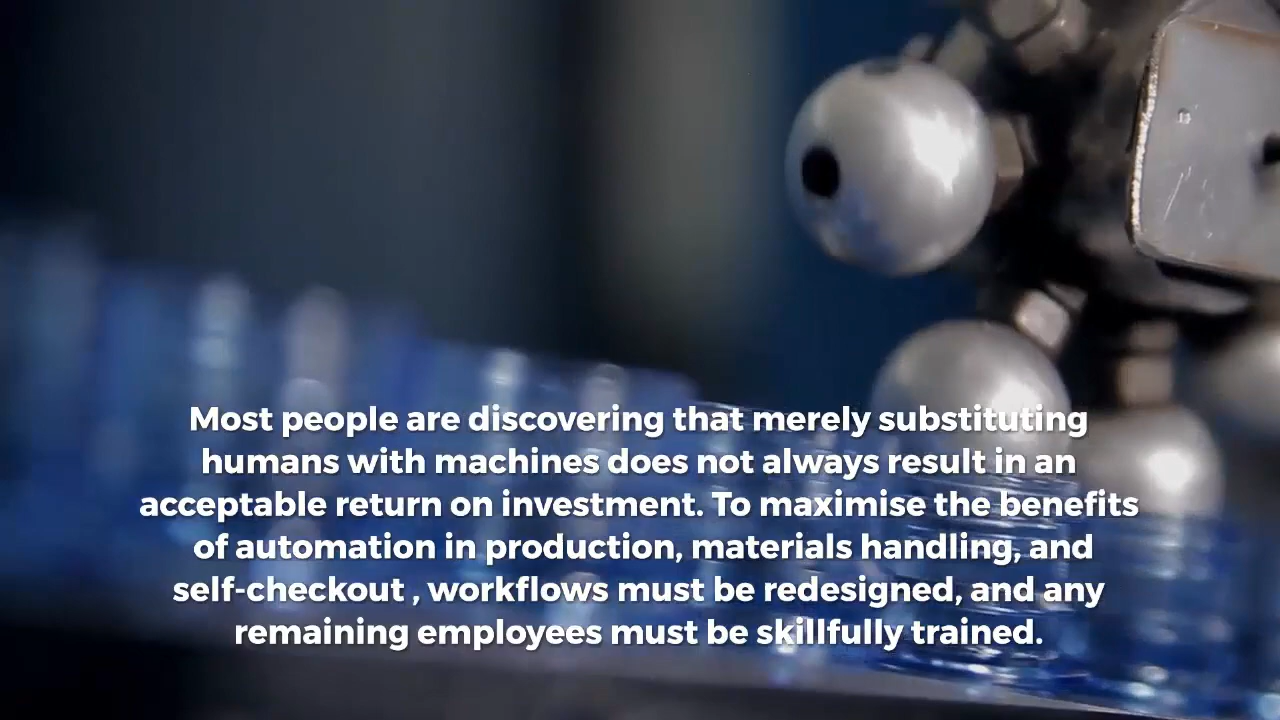 Most people are discovering that merely substituting
humans with machines does not always result in an
acceptable return on investment. To maximise the benefits
of automation in production, materials handling, and
self-checkout , workflows must be redesigned, and any
remaining employees must be skillfully trained.